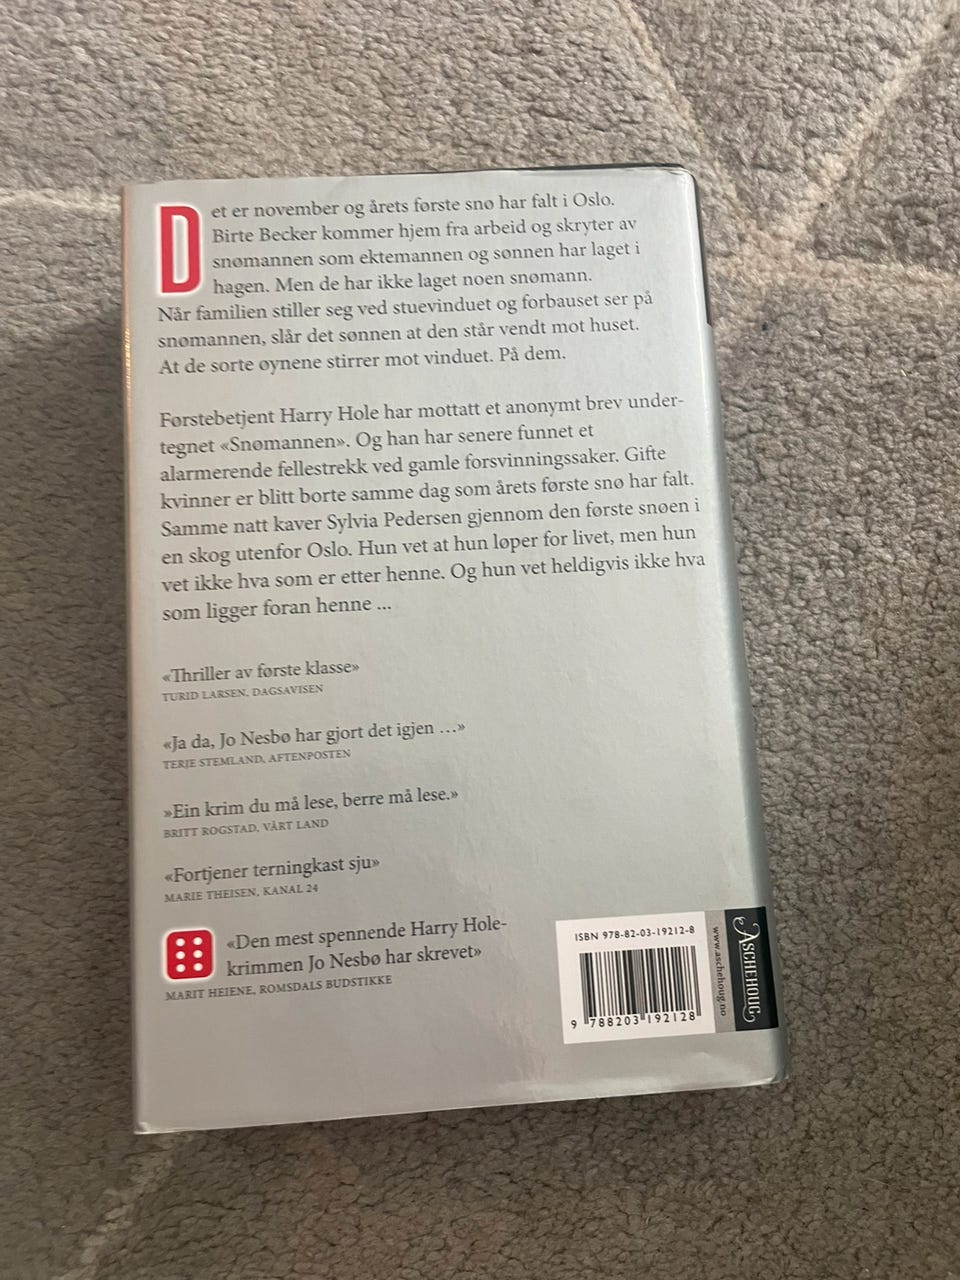 Det er november og årets første snø har falt i Oslo.
Birte Becker kommer hjem fra arbeid og skryter av
snømannen som ektemannen og sønnen har laget i
hagen. Men de har ikke laget noen snømann.
Når familien stiller seg ved stuevinduet og forbauset ser på
snømannen, slår det sønnen at den står vendt mot huset.
At de sorte øynene stirrer mot vinduet. På dem.
Førstebetjent Harry Hole har mottatt et anonymt brev under-
tegnet «Snømannen». Og han har senere funnet et
alarmerende fellestrekk ved gamle forsvinningssaker. Gifte
kvinner er blitt borte samme dag som årets første snø har falt.
Samme natt kaver Sylvia Pedersen gjennom den første snøen i
en skog utenfor Oslo. Hun vet at hun løper for livet, men hun
vet ikke hva som er etter henne. Og hun vet heldigvis ikke hva
som ligger foran henne ...
«Thriller av første klasse»
TURID LARSEN, DAGSAVISEN
«Ja da, Jo Nesbø har gjort det igjen ...»
TERJE STEMLAND, AFTENPOSTEN
»Ein krim du må lese, berre må lese.»
BRITT ROGSTAD, VÅRT LAND
«Fortjener terningkast sju»
MARIE THEISEN, KANAL 24
«Den mest spennende Harry Hole-
krimmen Jo Nesbø har skrevet»
MARIT HEIENE, ROMSDALS BUDSTIKKE
ISBN 978-82-03-19212-8
9 788203 192128
www.aschehoug.no
ASCHEHOUG